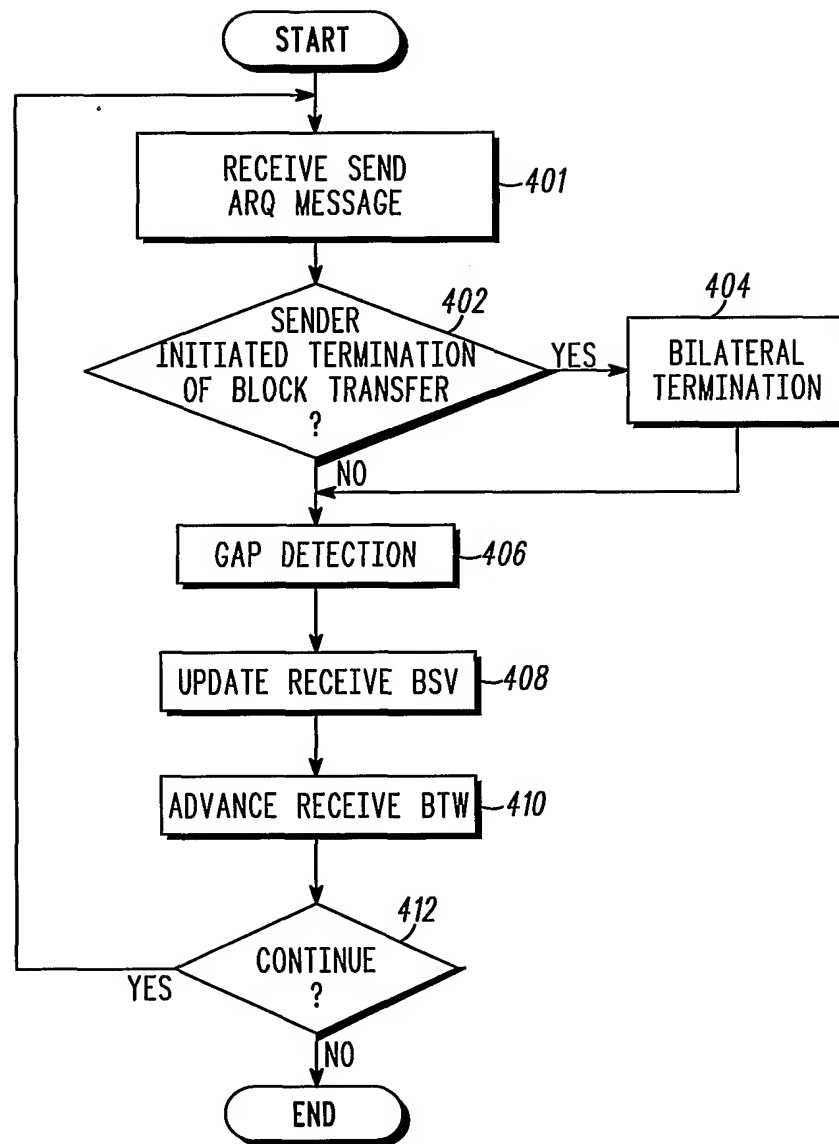 START
RECEIVE SEND
ARQ MESSAGE
401
402
SENDER
INITIATED TERMINATION
OF BLOCK TRANSFER
?
YES
404
BILATERAL
TERMINATION
NO
GAP DETECTION
406
UPDATE RECEIVE BSV
408
ADVANCE RECEIVE BTW
410
412
CONTINUE
?
YES
NO
END